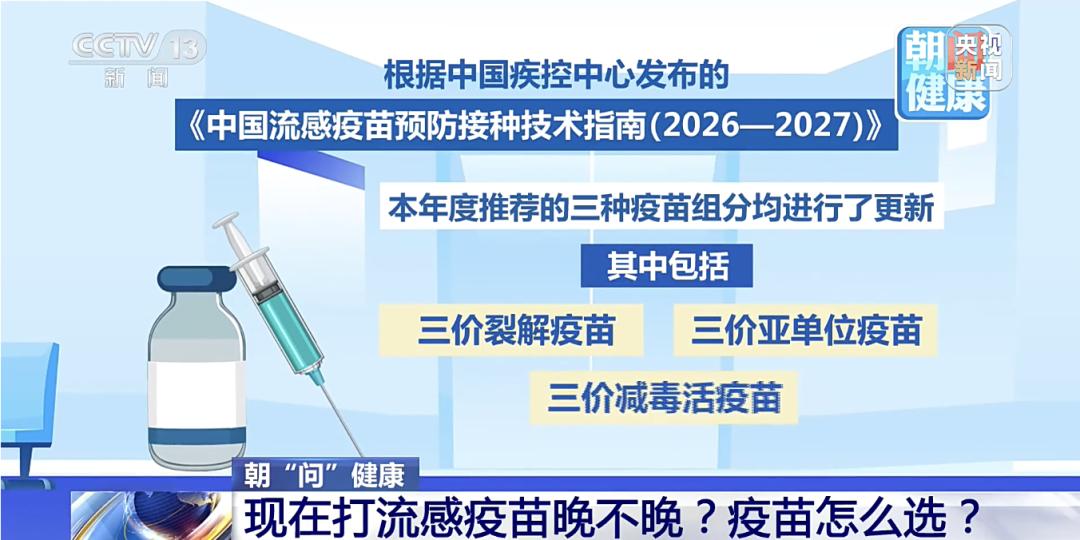 CCTV 13
新闻
朝
健康
央视
新闻
根据中国疾控中心发布的
《中国流感疫苗预防接种技术指南(2026—2027)》
本年度推荐的三种疫苗组分均进行了更新
其中包括
三价裂解疫苗
三价亚单位疫苗
三价减毒活疫苗
朝“问”健康
现在打流感疫苗晚不晚？疫苗怎么选？